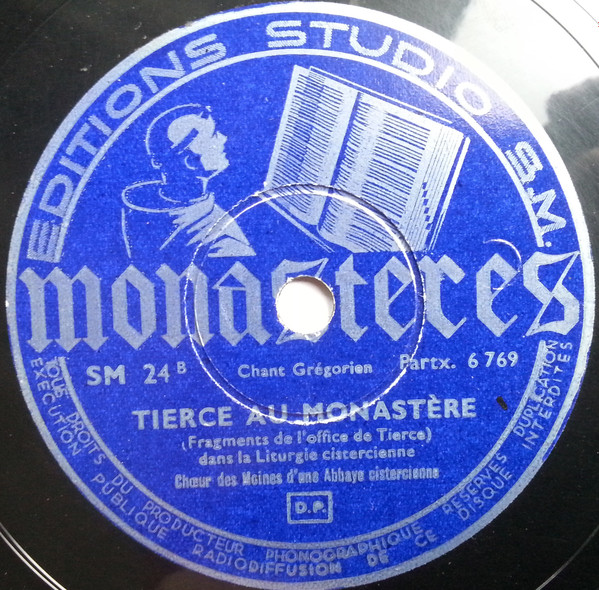 EDITIONS STUDIO S.M.
monastères
SM 24 B
Chant Grégorien
Partx. 6769
TIERCE AU MONASTÈRE
(Fragments de l'office de Tierce)
dans la Liturgie cistercienne
Chœur des Moines d'une Abbaye cistercienne
D.P.
TOUS DROITS DU PRODUCTEUR PHONOGRAPHIQUE RESERVES DUPLICATION
EXECUTION PUBLIQUE RADIODIFFUSION DE CE DISQUE INTERDITES